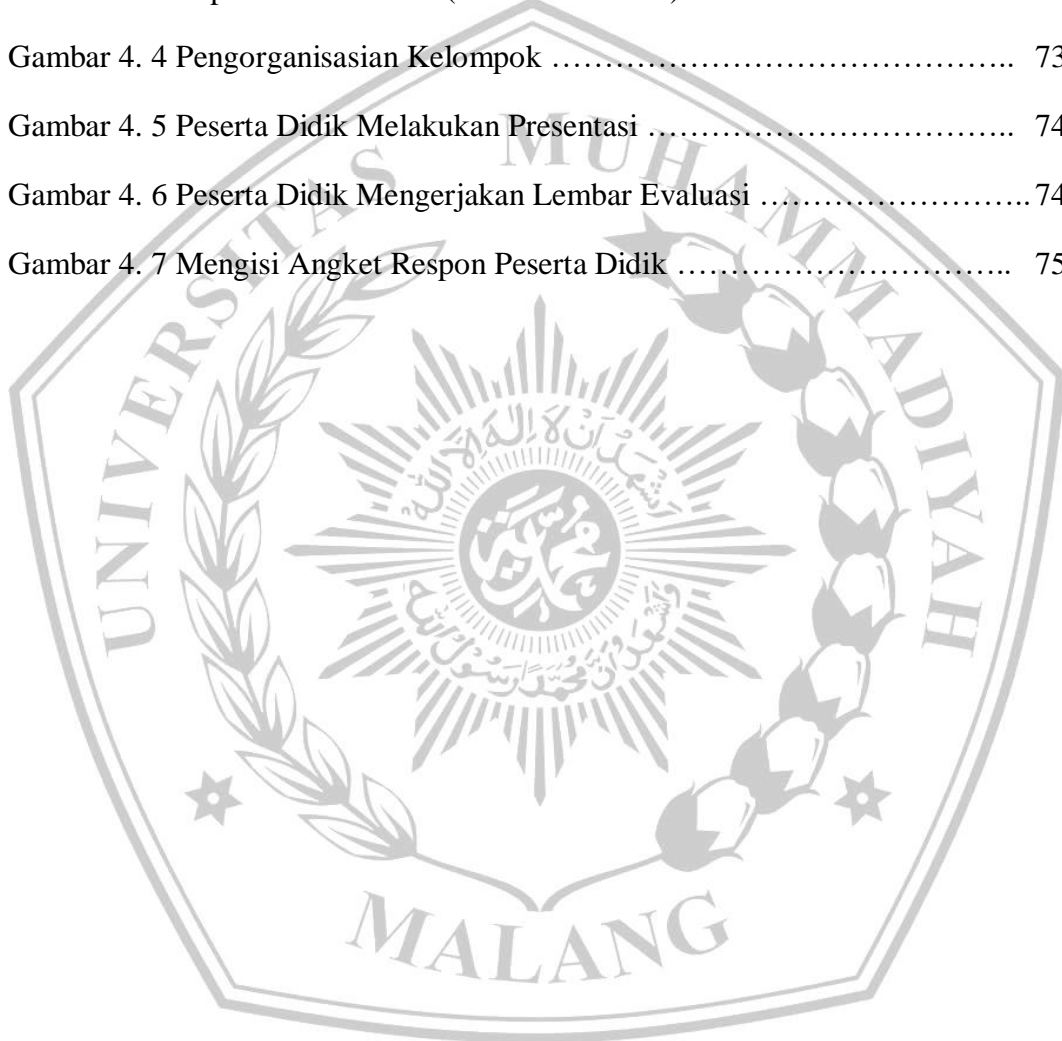 Gambar 4. 4 Pengorganisasian Kelompok …………………………………….. 73
Gambar 4. 5 Peserta Didik Melakukan Presentasi …………………………….. 74
Gambar 4. 6 Peserta Didik Mengerjakan Lembar Evaluasi …………………….. 74
Gambar 4. 7 Mengisi Angket Respon Peserta Didik ………………………….. 75
UNIVERSITAS MUHAMMADIYAH
MALANG